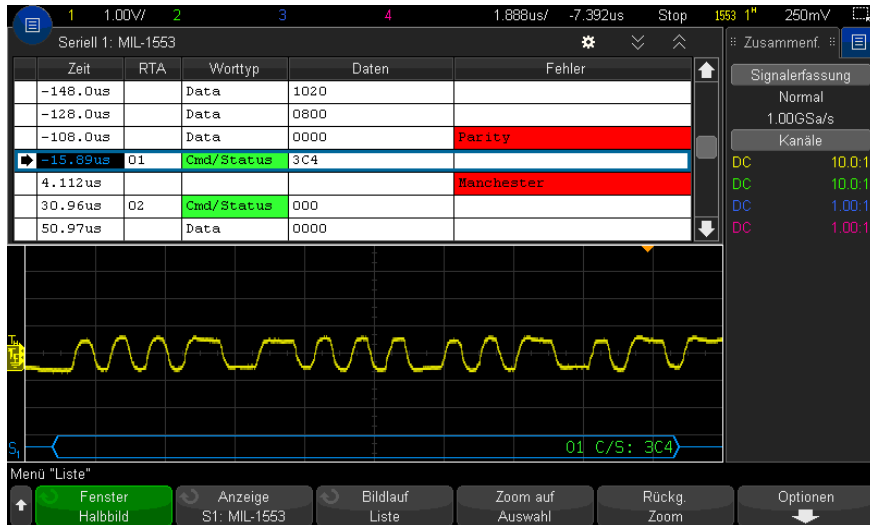 1 1.00V/ 2 3 4 1.888us/ -7.392us Stop 1553 1ᴴ 250mV
Seriell 1: MIL-1553
Zeit RTA Worttyp Daten Fehler
-148.0us Data 1020
-128.0us Data 0800
-108.0us Data 0000 Parity
-15.89us 01 Cmd/Status 3C4
4.112us Manchester
30.96us 02 Cmd/Status 000
50.97us Data 0000
Zusammenf.
Signalerfassung
Normal
1.00GSa/s
Kanäle
DC 10.0:1
DC 10.0:1
DC 1.00:1
DC 1.00:1
S₁ 01 C/S: 3C4
Menü "Liste"
Fenster
Halbbild
Anzeige
S1: MIL-1553
Bildlauf
Liste
Zoom auf
Auswahl
Rückg.
Zoom
Optionen